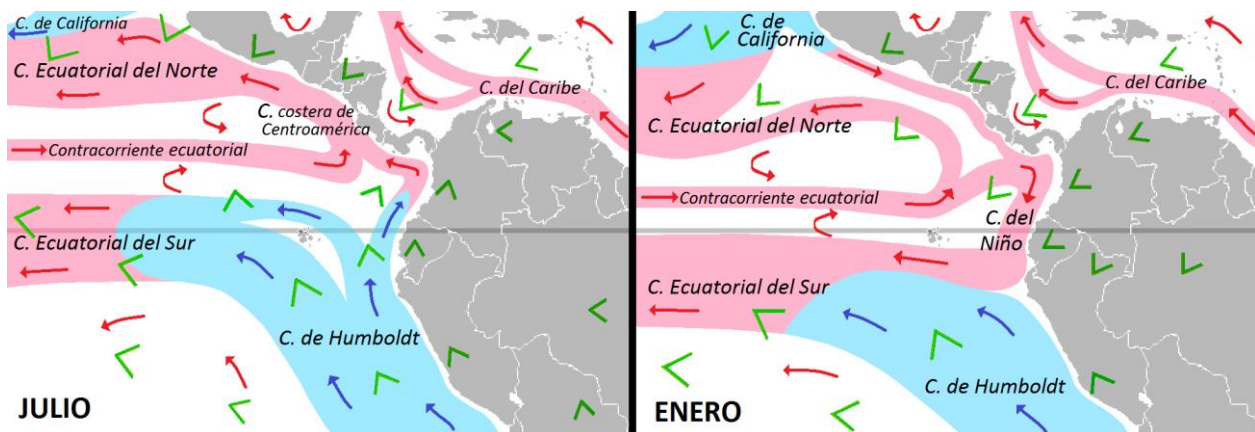 C. de California
C. Ecuatorial del Norte
C. costera de
Centroamérica
C. del Caribe
Contracorriente ecuatorial
C. Ecuatorial del Sur
C. de Humboldt
JULIO
C. de
California
C. del Caribe
C. Ecuatorial del Norte
Contracorriente ecuatorial
C. del
Niño
C. Ecuatorial del Sur
C. de Humboldt
ENERO